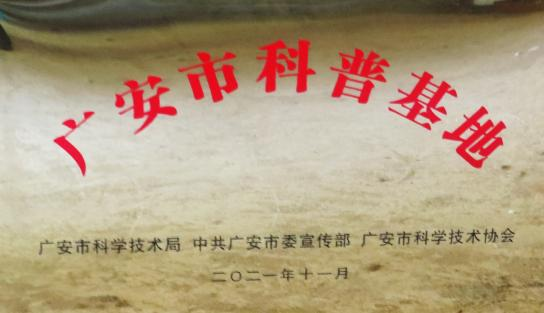 广安市科普基地
广安市科学技术局 中共广安市委宣传部 广安市科学技术协会
二〇二一年十一月